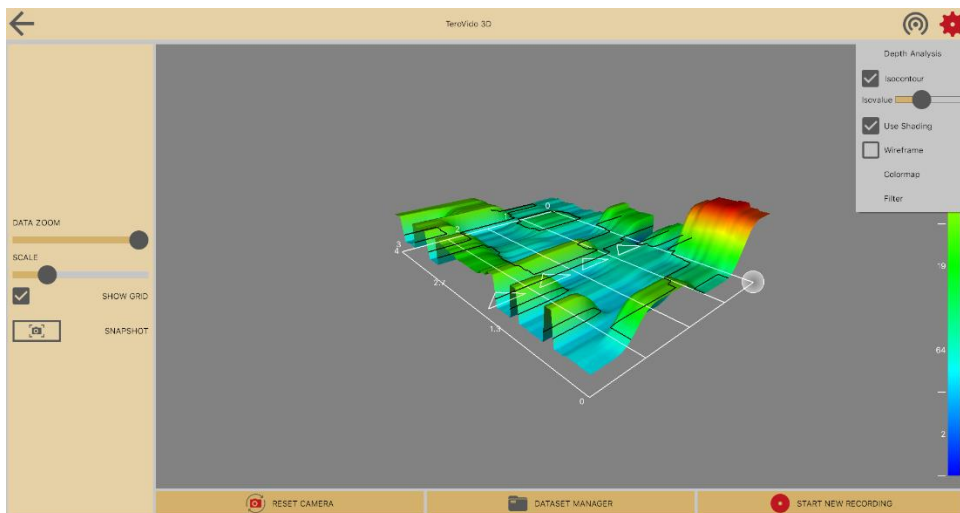 TeroVido 3D
Depth Analysis
Isocontour
Isovalue
Use Shading
Wireframe
Colormap
Filter
DATA ZOOM
SCALE
SHOW GRID
SNAPSHOT
0
2
3
4
2.7
1.3
0
19
64
2
RESET CAMERA
DATASET MANAGER
START NEW RECORDING